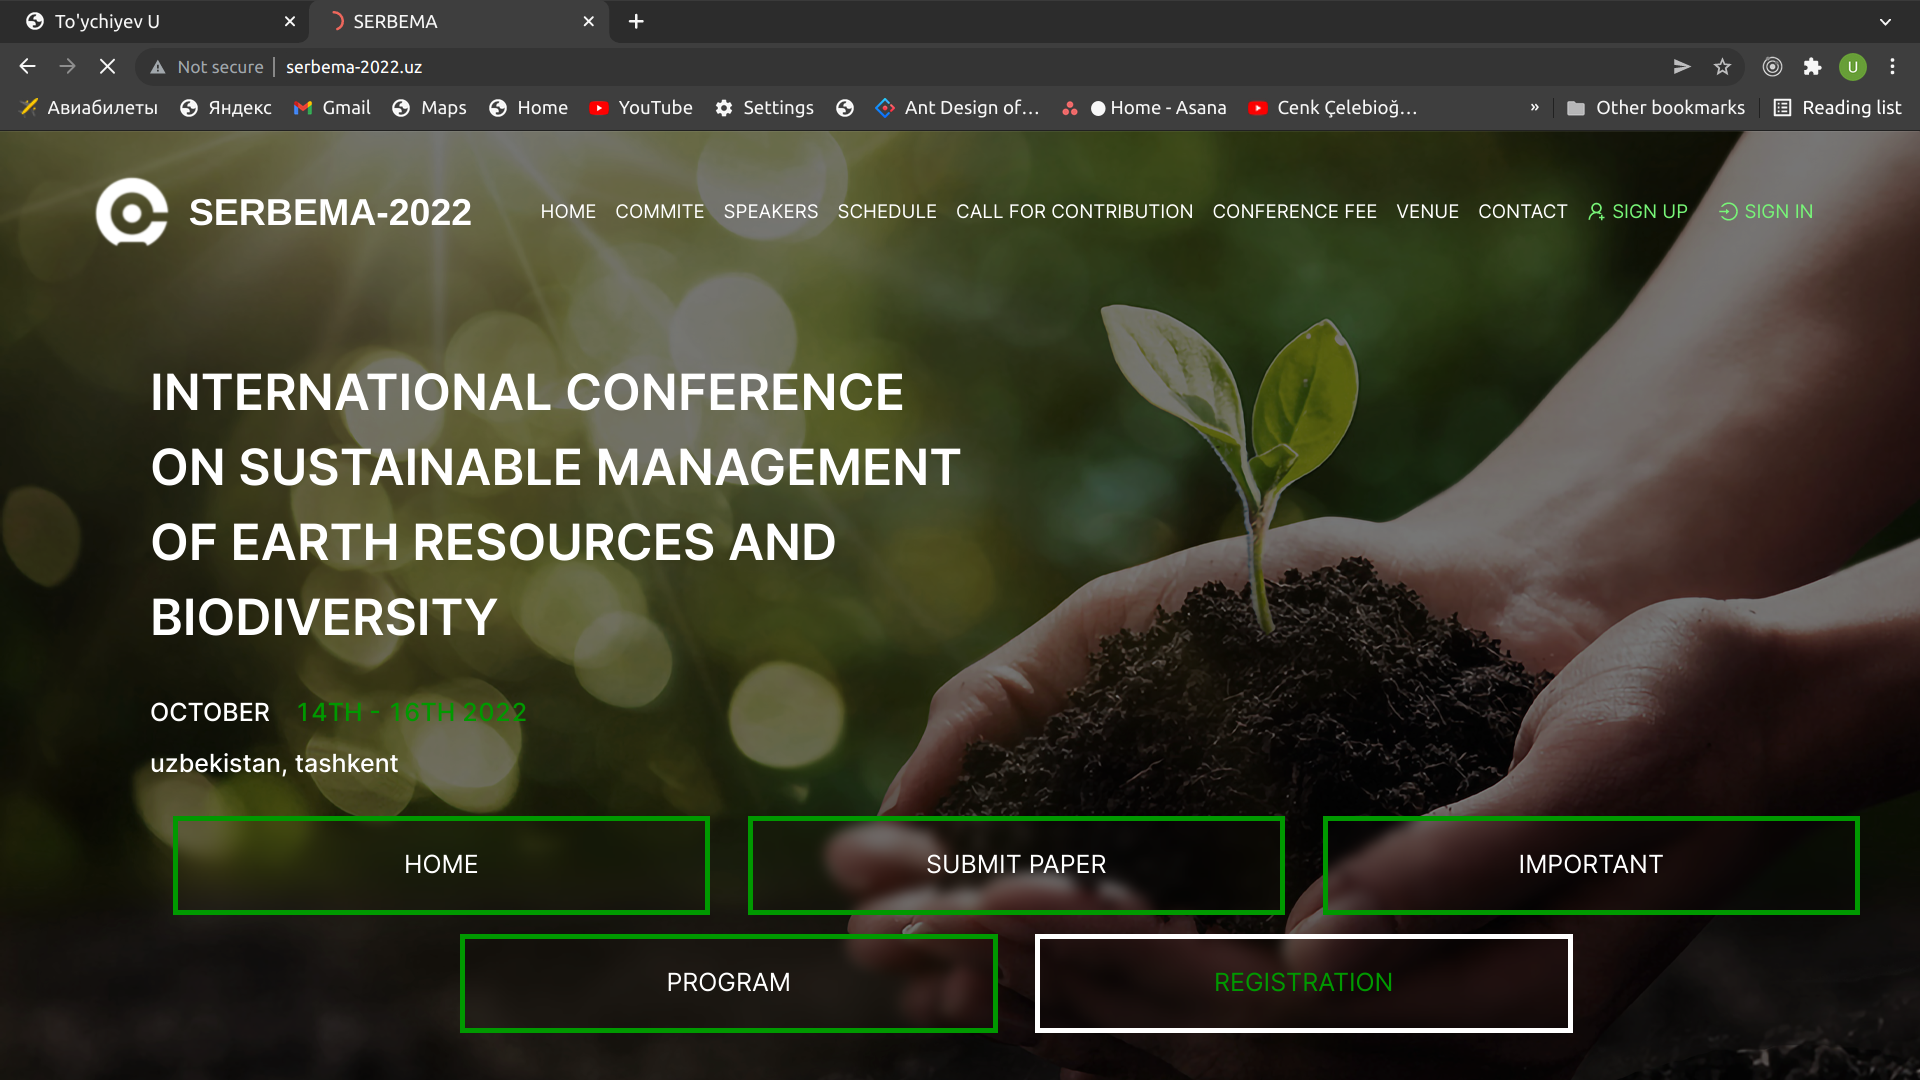 To'ychiyev U
SERBEMA
Not secure
serbema-2022.uz
U
Авиабилеты
Яндекс
Gmail
Maps
Home
YouTube
Settings
Ant Design of…
Home - Asana
Cenk Çelebioğ…
»
Other bookmarks
Reading list
SERBEMA-2022
HOME
COMMITE
SPEAKERS
SCHEDULE
CALL FOR CONTRIBUTION
CONFERENCE FEE
VENUE
CONTACT
SIGN UP
SIGN IN
INTERNATIONAL CONFERENCE
ON SUSTAINABLE MANAGEMENT
OF EARTH RESOURCES AND
BIODIVERSITY
OCTOBER 14TH - 16TH 2022
uzbekistan, tashkent
HOME
SUBMIT PAPER
IMPORTANT
PROGRAM
REGISTRATION